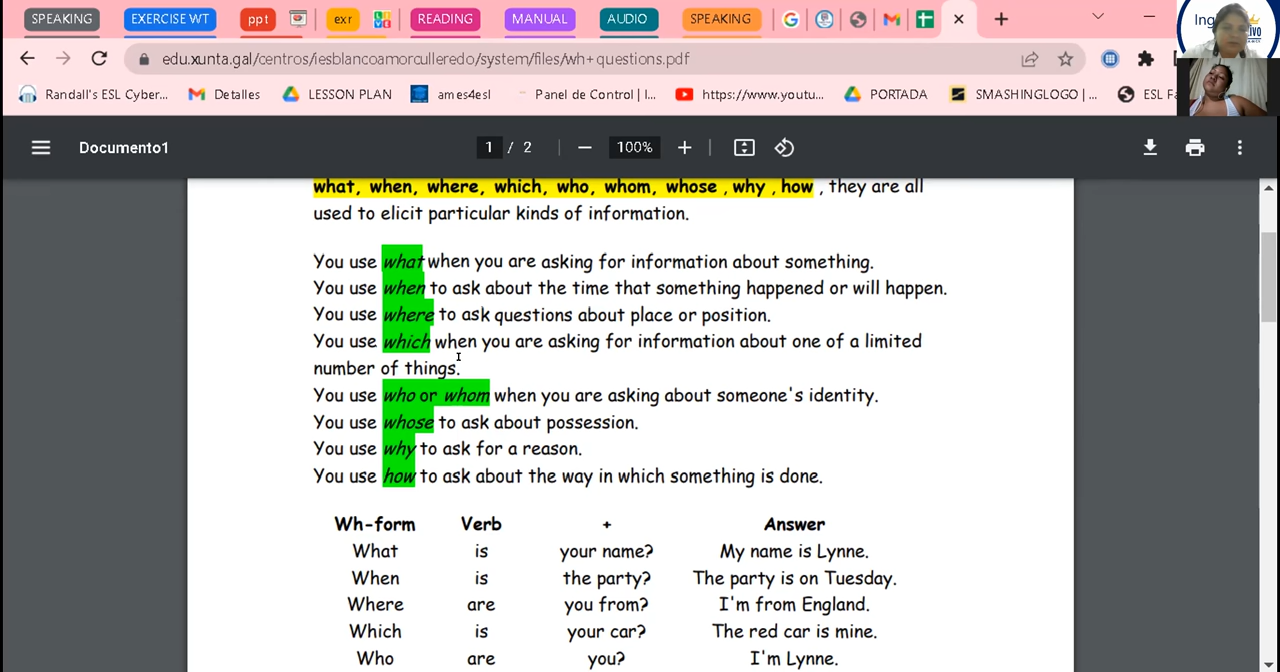 SPEAKING EXERCISE WT ppt exr READING MANUAL AUDIO SPEAKING
edu.xunta.gal/centros/iesblancoamorculleredo/system/files/wh+questions.pdf
Randall's ESL Cyber... Detalles LESSON PLAN ames4esl Panel de Control | I... https://www.youtu... PORTADA SMASHINGLOGO | ... ESL Fa
Documento1 1 / 2 100%
what, when, where, which, who, whom, whose , why , how , they are all
used to elicit particular kinds of information.
You use what when you are asking for information about something.
You use when to ask about the time that something happened or will happen.
You use where to ask questions about place or position.
You use which when you are asking for information about one of a limited
number of things.
You use who or whom when you are asking about someone's identity.
You use whose to ask about possession.
You use why to ask for a reason.
You use how to ask about the way in which something is done.
Wh-form Verb + Answer
What is your name? My name is Lynne.
When is the party? The party is on Tuesday.
Where are you from? I'm from England.
Which is your car? The red car is mine.
Who are you? I'm Lynne.